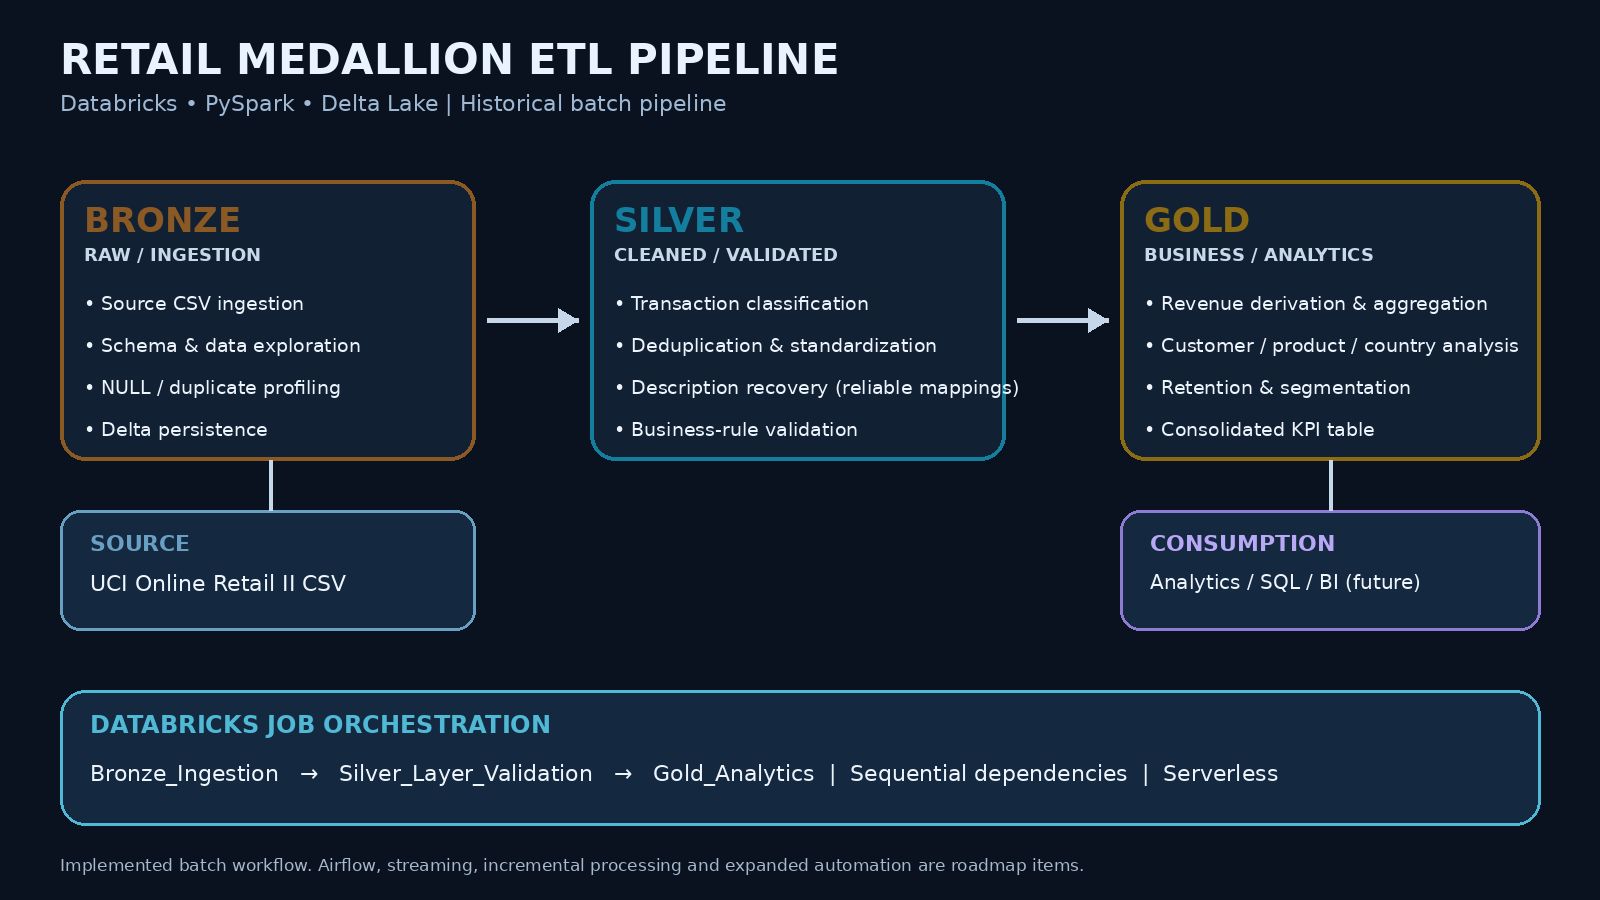 RETAIL MEDALLION ETL PIPELINE
Databricks • PySpark • Delta Lake | Historical batch pipeline
BRONZE
RAW / INGESTION
• Source CSV ingestion
• Schema & data exploration
• NULL / duplicate profiling
• Delta persistence
SILVER
CLEANED / VALIDATED
• Transaction classification
• Deduplication & standardization
• Description recovery (reliable mappings)
• Business-rule validation
GOLD
BUSINESS / ANALYTICS
• Revenue derivation & aggregation
• Customer / product / country analysis
• Retention & segmentation
• Consolidated KPI table
SOURCE
UCI Online Retail II CSV
CONSUMPTION
Analytics / SQL / BI (future)
DATABRICKS JOB ORCHESTRATION
Bronze_Ingestion → Silver_Layer_Validation → Gold_Analytics | Sequential dependencies | Serverless
Implemented batch workflow. Airflow, streaming, incremental processing and expanded automation are roadmap items.